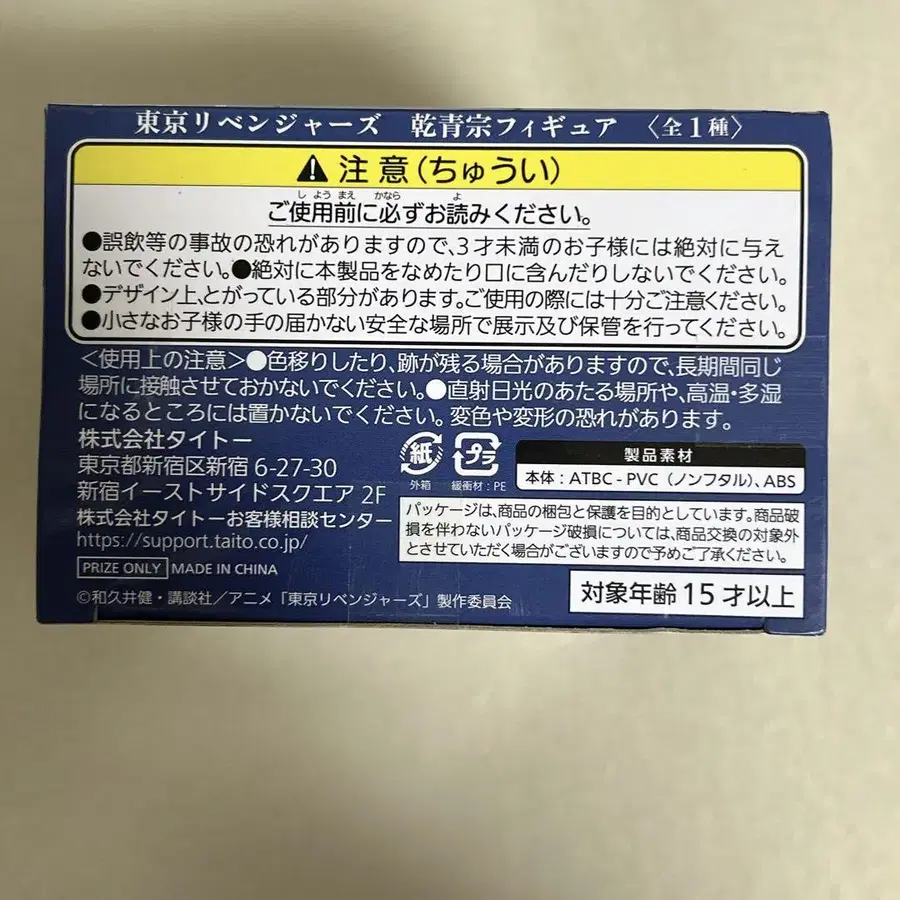 東京リベンジャーズ 乾青宗フィギュア 〈全1種〉
注意(ちゅうい)
しようまえ かなら よ
ご使用前に必ずお読みください。
●誤飲等の事故の恐れがありますので、3才未満のお子様には絶対に与え
ないでください。●絶対に本製品をなめたり口に含んだりしないでください。
●デザイン上、とがっている部分があります。ご使用の際には十分ご注意ください。
●小さなお子様の手の届かない安全な場所で展示及び保管を行ってください。
〈使用上の注意〉●色移りしたり、跡が残る場合がありますので、長期間同じ
場所に接触させておかないでください。●直射日光のあたる場所や、高温・多湿
になるところには置かないでください。変色や変形の恐れがあります。
株式会社タイトー
東京都新宿区新宿 6-27-30
新宿イーストサイドスクエア 2F
株式会社タイトーお客様相談センター
https://support.taito.co.jp/
PRIZE ONLY MADE IN CHINA
©和久井健・講談社/アニメ「東京リベンジャーズ」製作委員会
紙
外箱
プラ
緩衝材:PE
製品素材
本体:ATBC-PVC(ノンフタル)、ABS
パッケージは、商品の梱包と保護を目的としています。商品破
損を伴わないパッケージ破損については、商品交換の対象外
とさせていただく場合がございますので予めご了承ください。
対象年齢15才以上